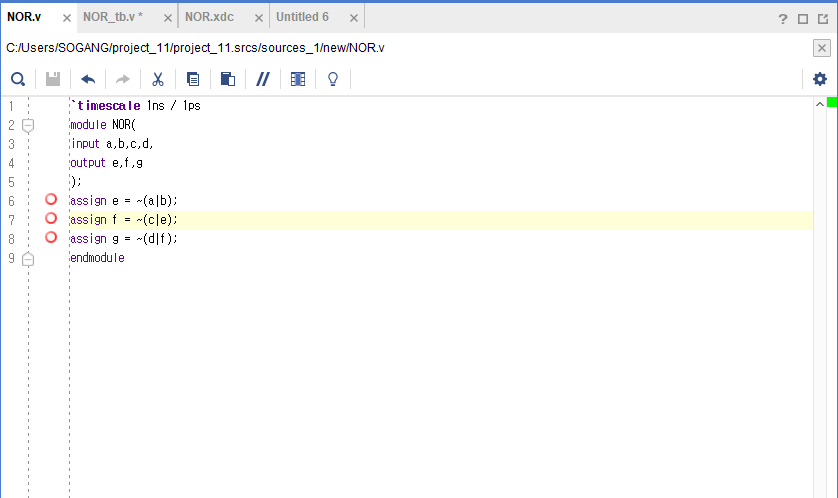 NOR.v NOR_tb.v * NOR.xdc Untitled 6
C:/Users/SOGANG/project_11/project_11.srcs/sources_1/new/NOR.v
1 `timescale 1ns / 1ps
2 module NOR(
3 input a,b,c,d,
4 output e,f,g
5 );
6 assign e = ~(a|b);
7 assign f = ~(c|e);
8 assign g = ~(d|f);
9 endmodule